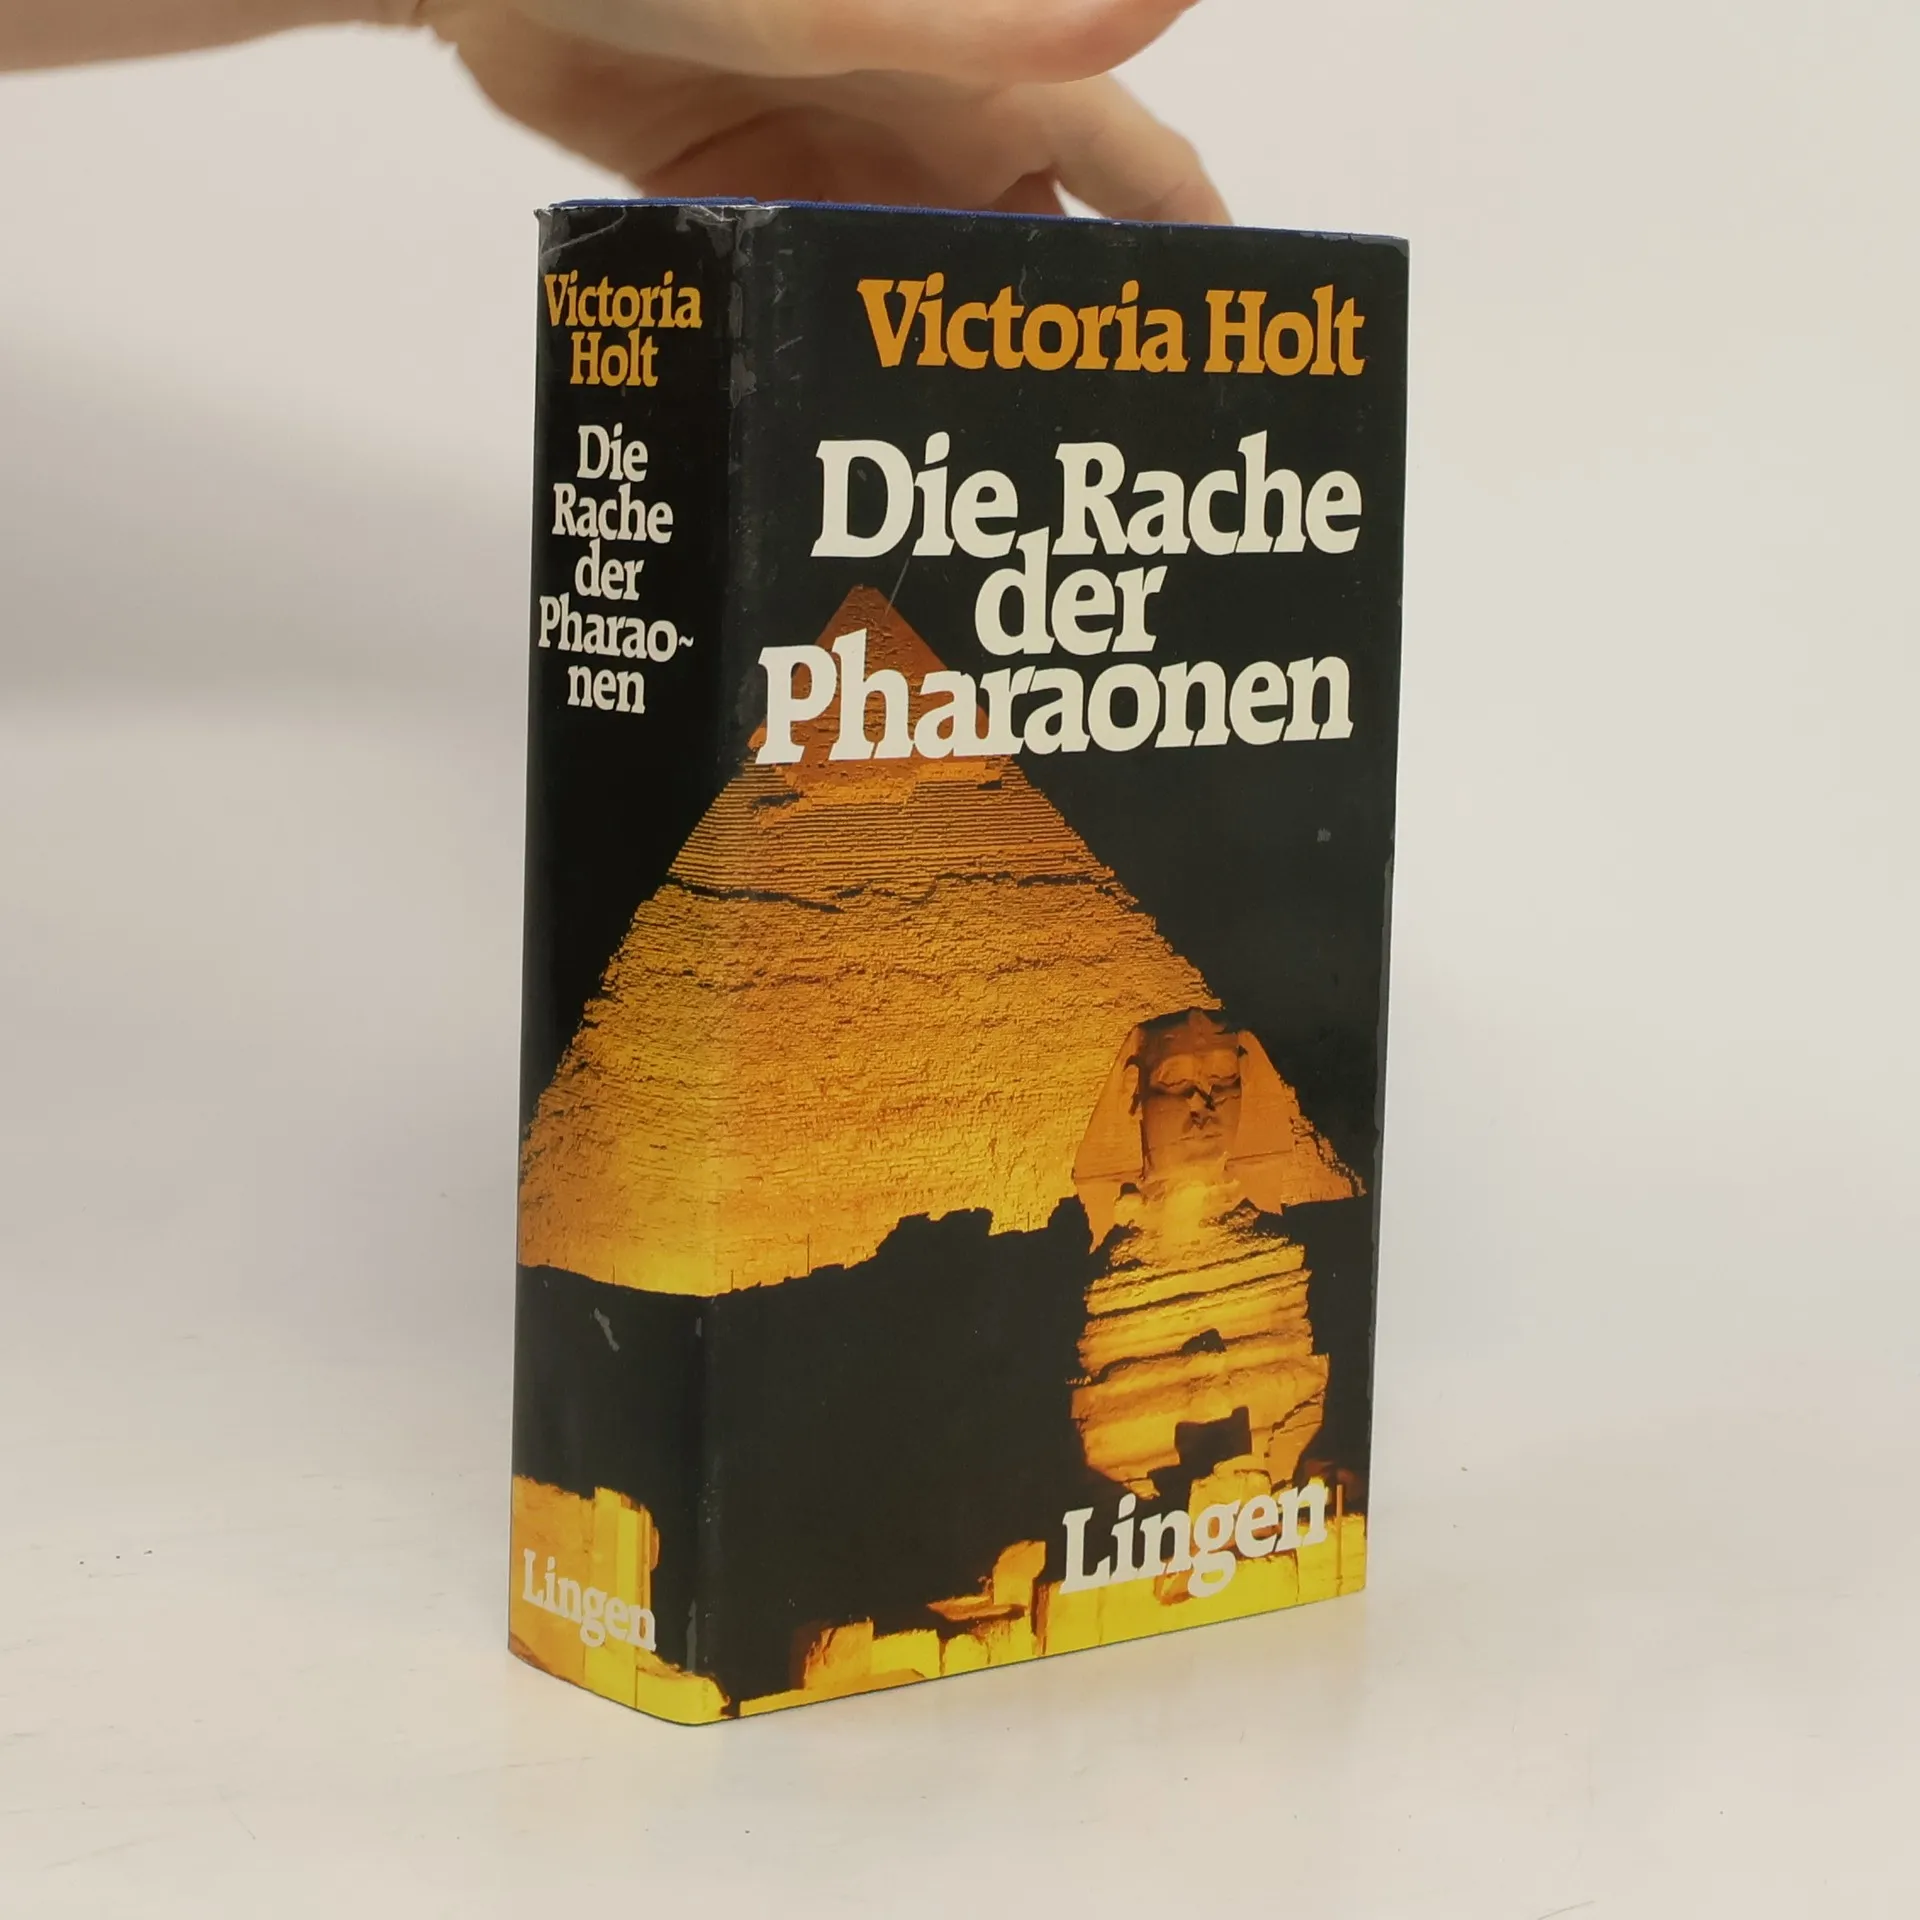 Victoria
Holt
Die
Rache
der
Pharao-
nen
Lingen
Victoria Holt
Die Rache
der
Pharaonen
Lingen